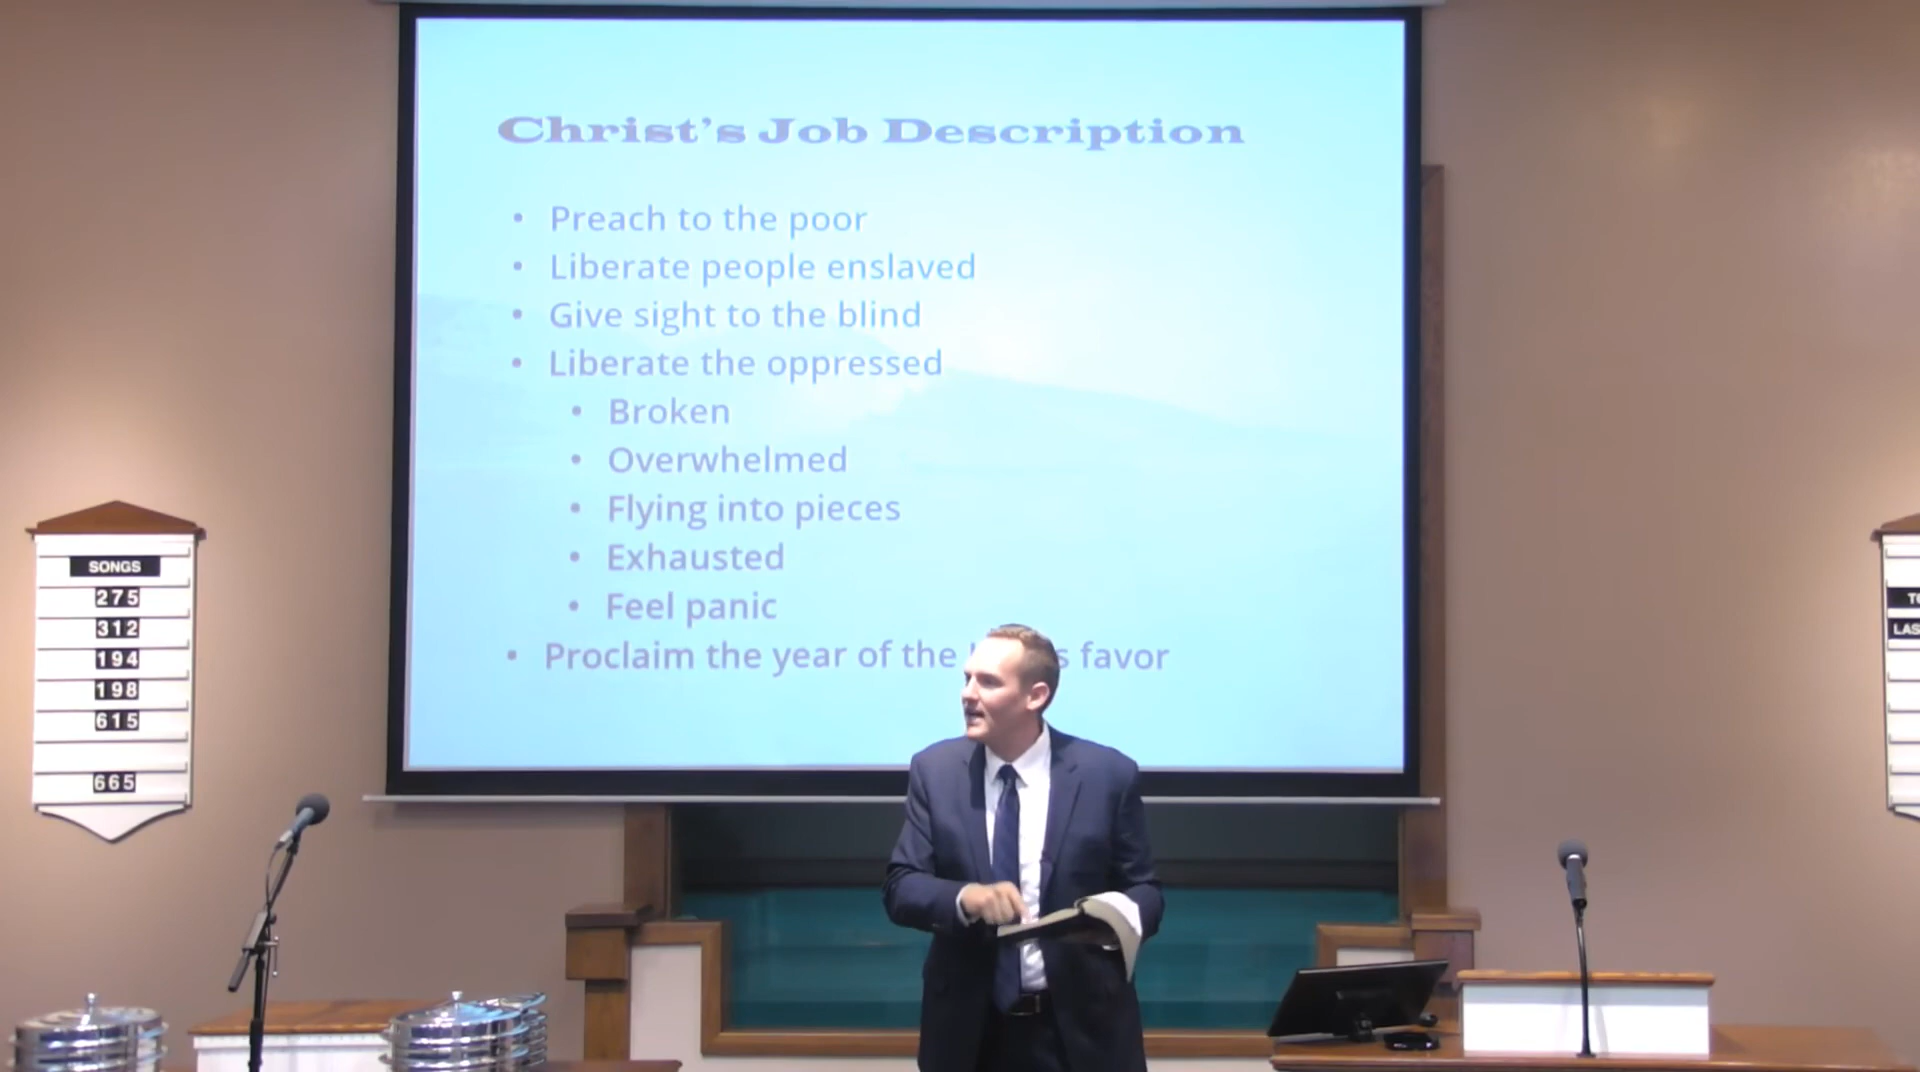 Christ's Job Description
• Preach to the poor
• Liberate people enslaved
• Give sight to the blind
• Liberate the oppressed
• Broken
• Overwhelmed
• Flying into pieces
• Exhausted
• Feel panic
• Proclaim the year of the s favor
SONGS
275
312
194
198
615
665
LAS